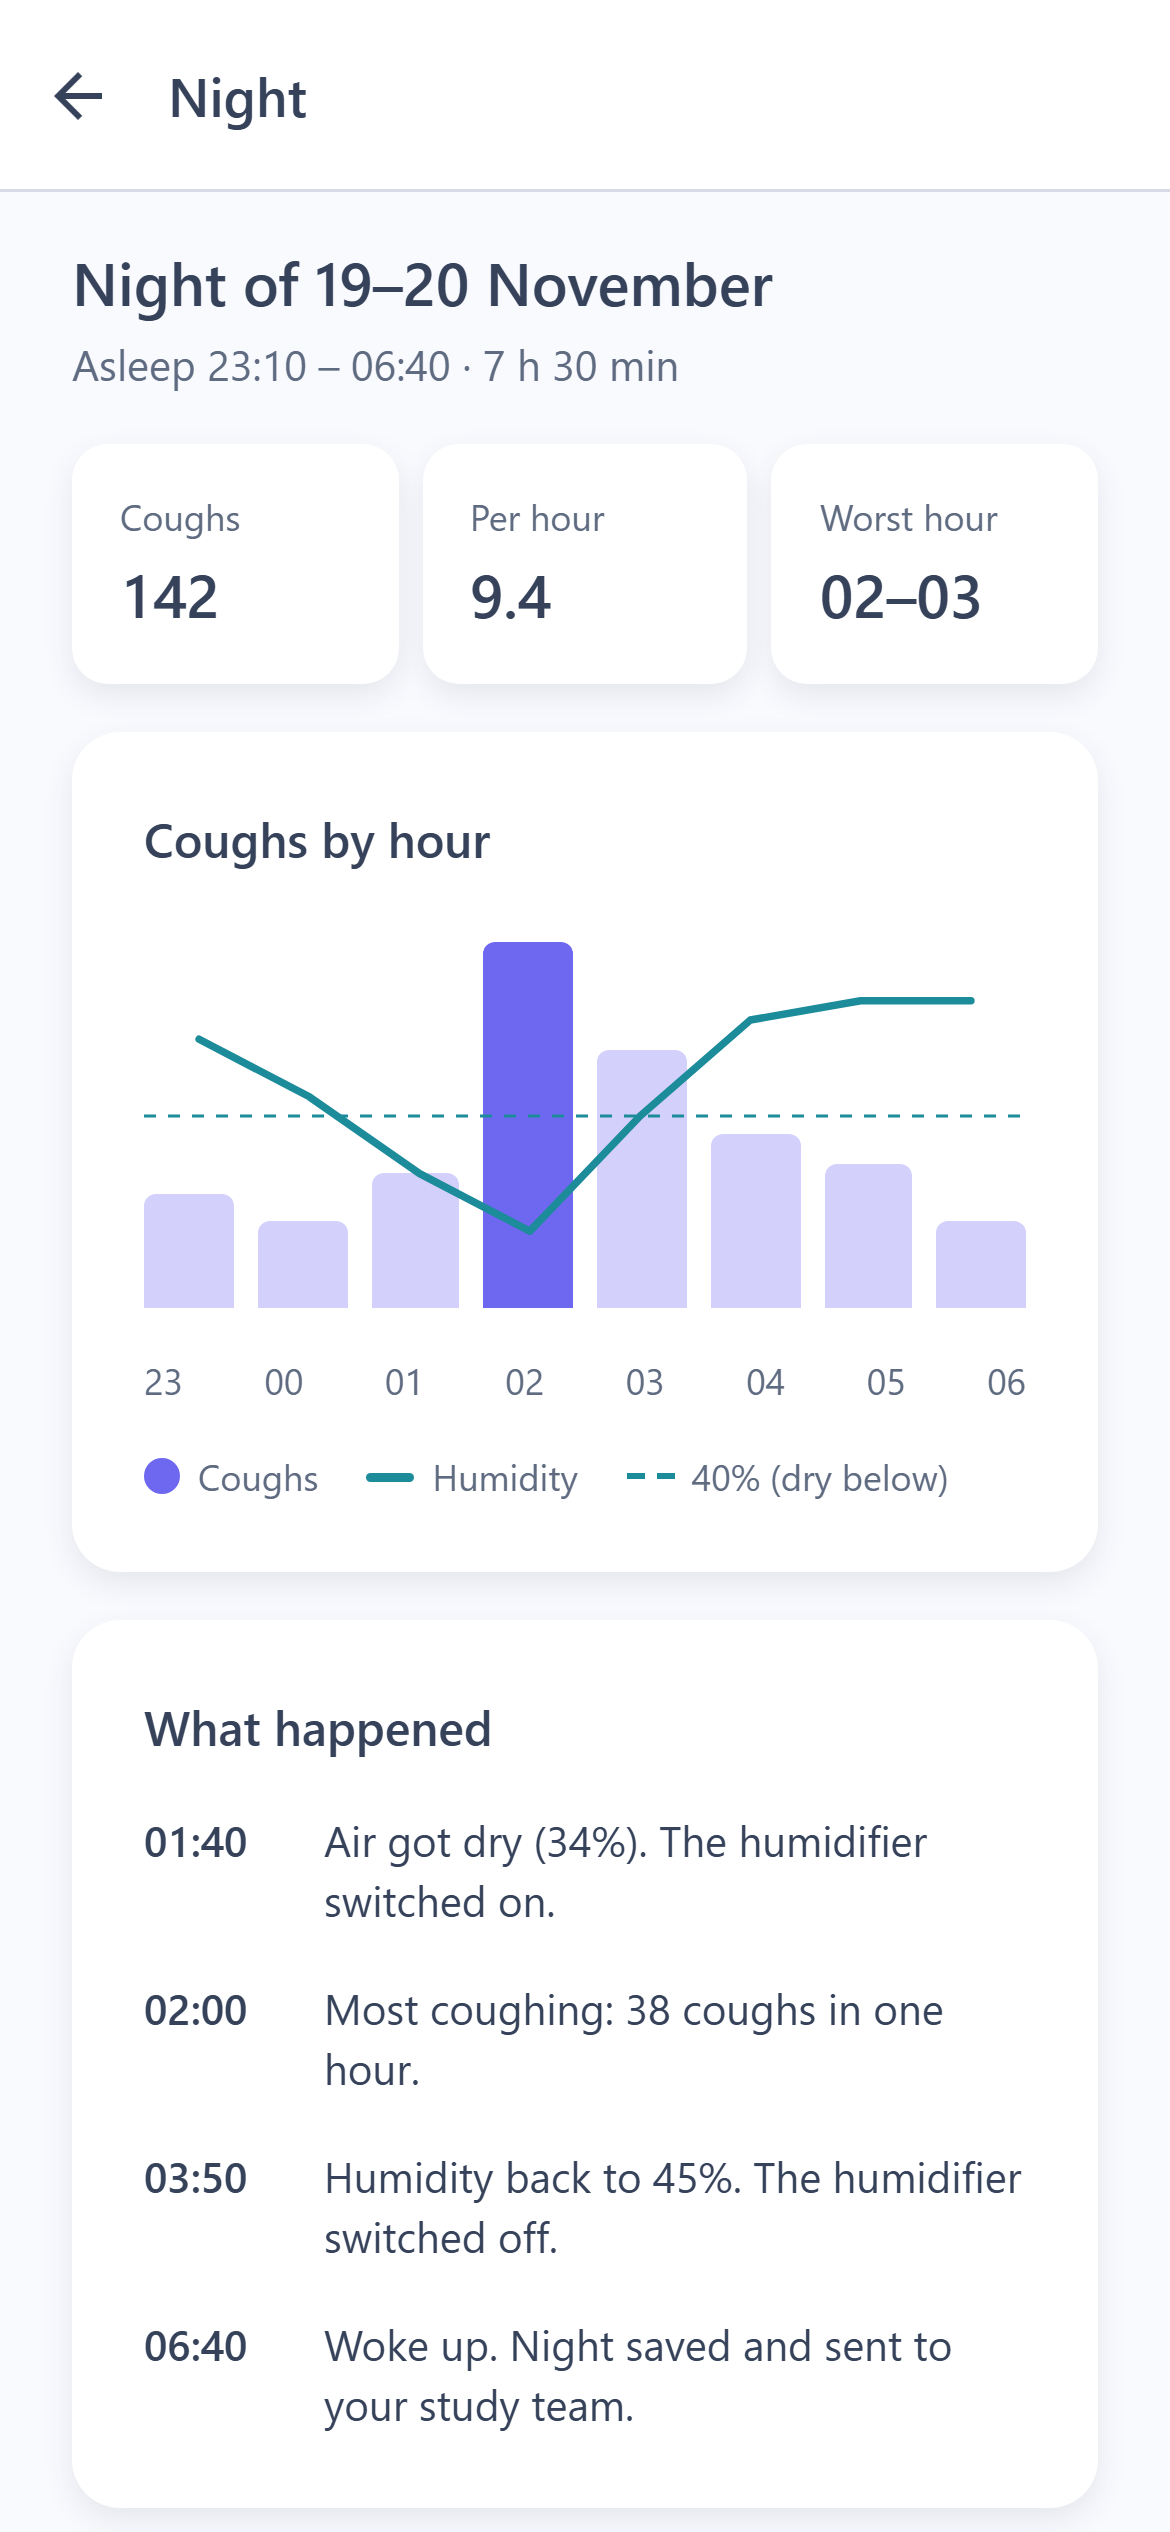 Night
Night of 19–20 November
Asleep 23:10 – 06:40 · 7 h 30 min
Coughs
142
Per hour
9.4
Worst hour
02–03
Coughs by hour
23 00 01 02 03 04 05 06
Coughs Humidity 40% (dry below)
What happened
01:40 Air got dry (34%). The humidifier
switched on.
02:00 Most coughing: 38 coughs in one
hour.
03:50 Humidity back to 45%. The humidifier
switched off.
06:40 Woke up. Night saved and sent to
your study team.